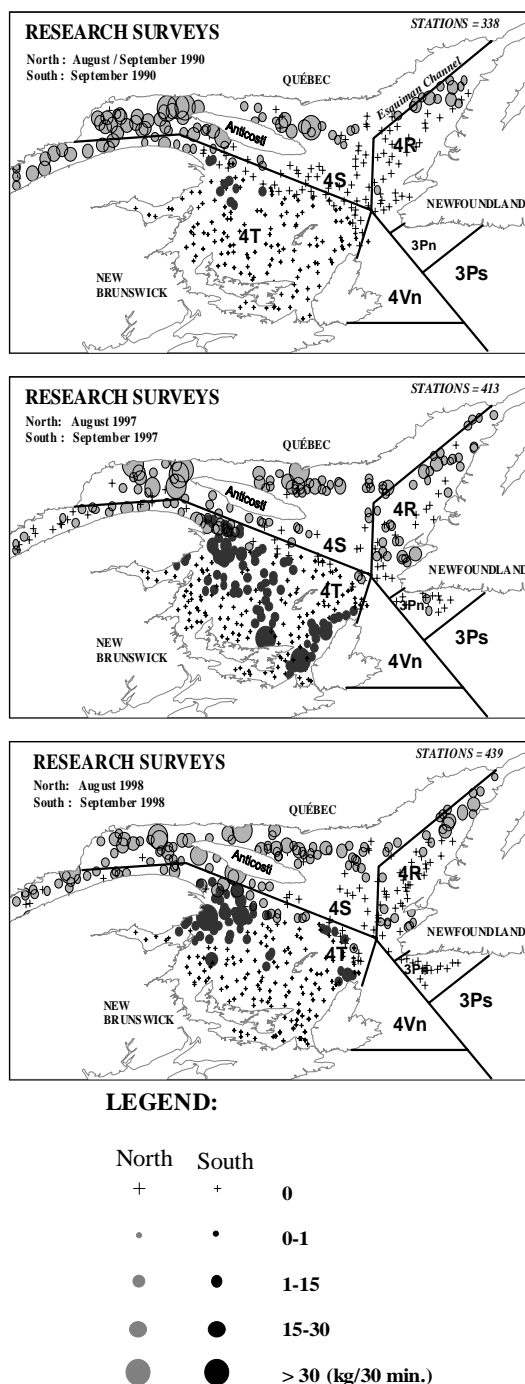 RESEARCH SURVEYS
STATIONS = 338
North : August / September 1990
South : September 1990
QUÉBEC
Esquiman Channel
Anticosti
4R
4S
NEWFOUNDLAND
4T
3Pn
NEW
BRUNSWICK
3Ps
4Vn
RESEARCH SURVEYS
STATIONS = 413
North: August 1997
South : September 1997
QUÉBEC
Anticosti
4R
4S
NEWFOUNDLAND
4T
3Pn
NEW
BRUNSWICK
3Ps
4Vn
RESEARCH SURVEYS
STATIONS = 439
North: August 1998
South : September 1998
QUÉBEC
Anticosti
4R
4S
NEWFOUNDLAND
4T
3Pn
NEW
BRUNSWICK
3Ps
4Vn
LEGEND:
North South
0
0-1
1-15
15-30
> 30 (kg/30 min.)